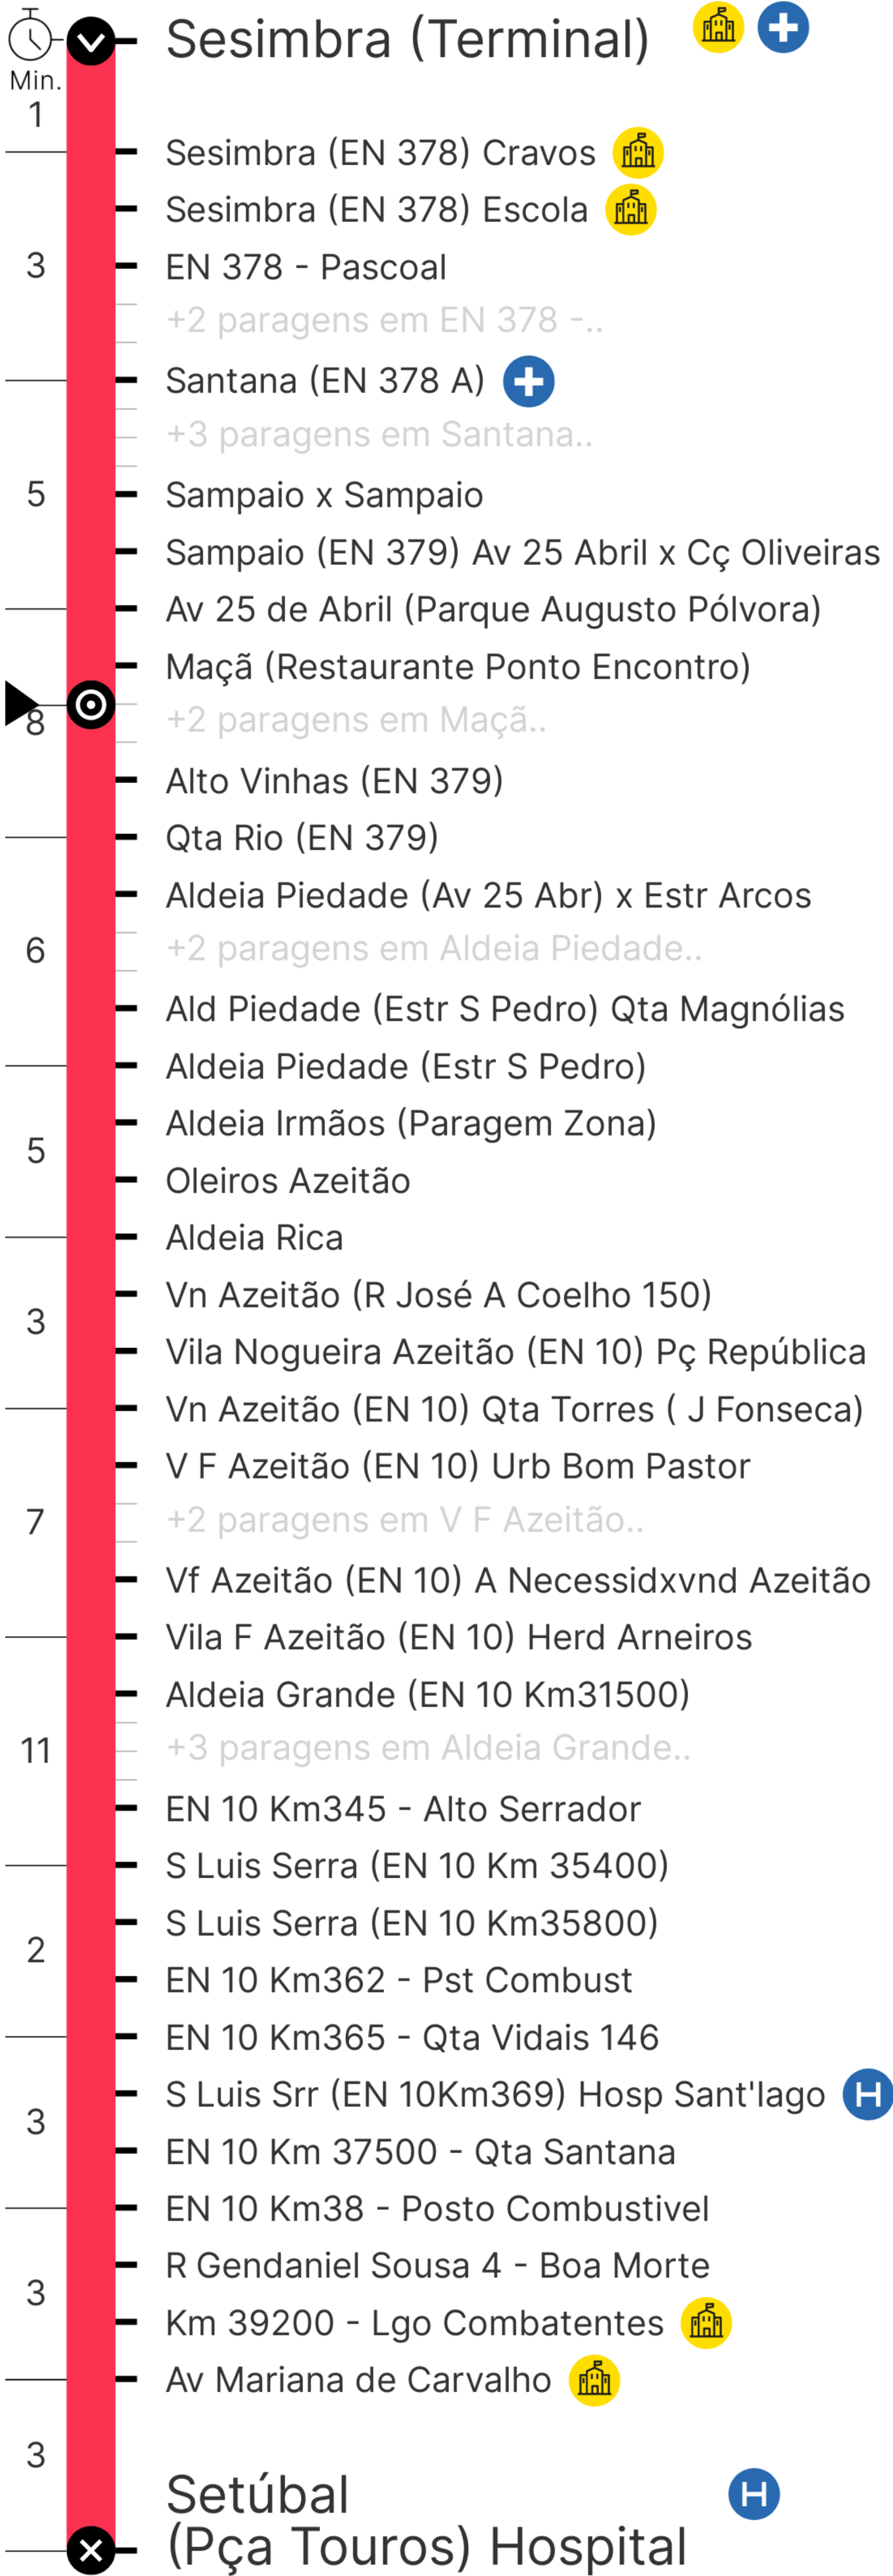 Sesimbra (Terminal)
Min.
1
Sesimbra (EN 378) Cravos
Sesimbra (EN 378) Escola
3
EN 378 - Pascoal
+2 paragens em EN 378 -..
Santana (EN 378 A)
+3 paragens em Santana..
5
Sampaio x Sampaio
Sampaio (EN 379) Av 25 Abril x Cç Oliveiras
Av 25 de Abril (Parque Augusto Pólvora)
Maçã (Restaurante Ponto Encontro)
8
+2 paragens em Maçã..
Alto Vinhas (EN 379)
Qta Rio (EN 379)
Aldeia Piedade (Av 25 Abr) x Estr Arcos
6
+2 paragens em Aldeia Piedade..
Ald Piedade (Estr S Pedro) Qta Magnólias
Aldeia Piedade (Estr S Pedro)
Aldeia Irmãos (Paragem Zona)
5
Oleiros Azeitão
Aldeia Rica
Vn Azeitão (R José A Coelho 150)
3
Vila Nogueira Azeitão (EN 10) Pç República
Vn Azeitão (EN 10) Qta Torres ( J Fonseca)
V F Azeitão (EN 10) Urb Bom Pastor
7
+2 paragens em V F Azeitão..
Vf Azeitão (EN 10) A Necessidxvnd Azeitão
Vila F Azeitão (EN 10) Herd Arneiros
Aldeia Grande (EN 10 Km31500)
11
+3 paragens em Aldeia Grande..
EN 10 Km345 - Alto Serrador
S Luis Serra (EN 10 Km 35400)
S Luis Serra (EN 10 Km35800)
2
EN 10 Km362 - Pst Combust
EN 10 Km365 - Qta Vidais 146
S Luis Srr (EN 10Km369) Hosp Sant'Iago H
3
EN 10 Km 37500 - Qta Santana
EN 10 Km38 - Posto Combustivel
R Gendaniel Sousa 4 - Boa Morte
3
Km 39200 - Lgo Combatentes
Av Mariana de Carvalho
3
Setúbal H
(Pça Touros) Hospital